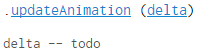 .updateAnimation (delta)
delta -- todo